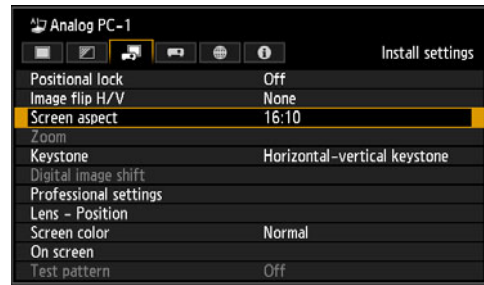 Analog PC-1
Install settings
Positional lock Off
Image flip H/V None
Screen aspect 16:10
Zoom
Keystone Horizontal-vertical keystone
Digital image shift
Professional settings
Lens - Position
Screen color Normal
On screen
Test pattern Off